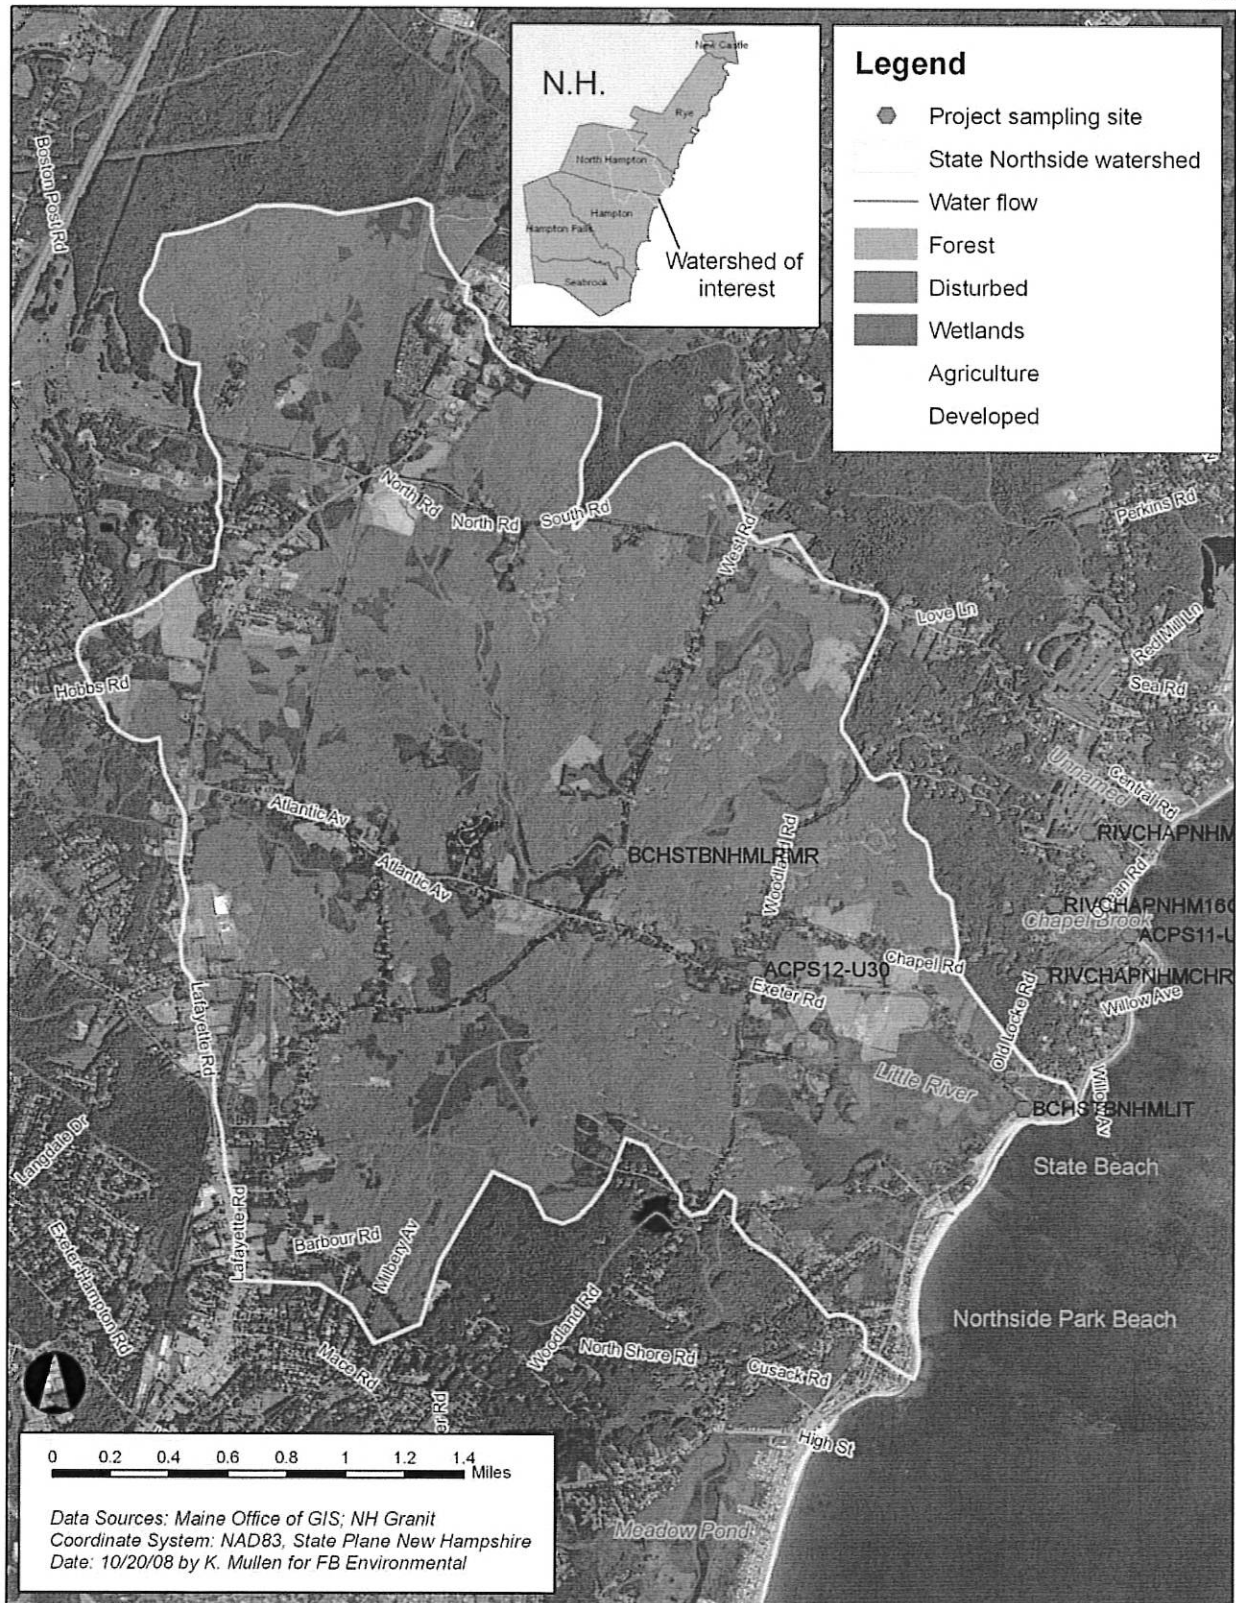 New Castle
N.H.
Rye
North Hampton
Hampton
Hampton Falls
Seabrook
Watershed of
interest
Legend
Project sampling site
State Northside watershed
Water flow
Forest
Disturbed
Wetlands
Agriculture
Developed
Boston Post Rd
North Rd
North Rd
South Rd
West Rd
Perkins Rd
Love Ln
Red Mill Ln
Sea Rd
Hobbs Rd
Unnamed
Central Rd
Atlantic Av
Atlantic Av
BCHSTBNHMLRMR
Woodland Rd
RIVCHAPNHM
Ocean Rd
RIVCHAPNHM16
Chapel Brook
ACPS11-U
Chapel Rd
ACPS12-U30
Exeter Rd
RIVCHAPNHMCHR
Willow Ave
Old Locke Rd
Lafayette Rd
Little River
Willow Av
BCHSTBNHMLIT
State Beach
Langdale Dr
Lafayette Rd
Barbour Rd
Milbery Av
Exeter-Hampton Rd
Northside Park Beach
Woodland Rd
North Shore Rd
Mace Rd
Cusack Rd
er Rd
High St
Meadow Pond
0 0.2 0.4 0.6 0.8 1 1.2 1.4
Miles
Data Sources: Maine Office of GIS; NH Granit
Coordinate System: NAD83, State Plane New Hampshire
Date: 10/20/08 by K. Mullen for FB Environmental